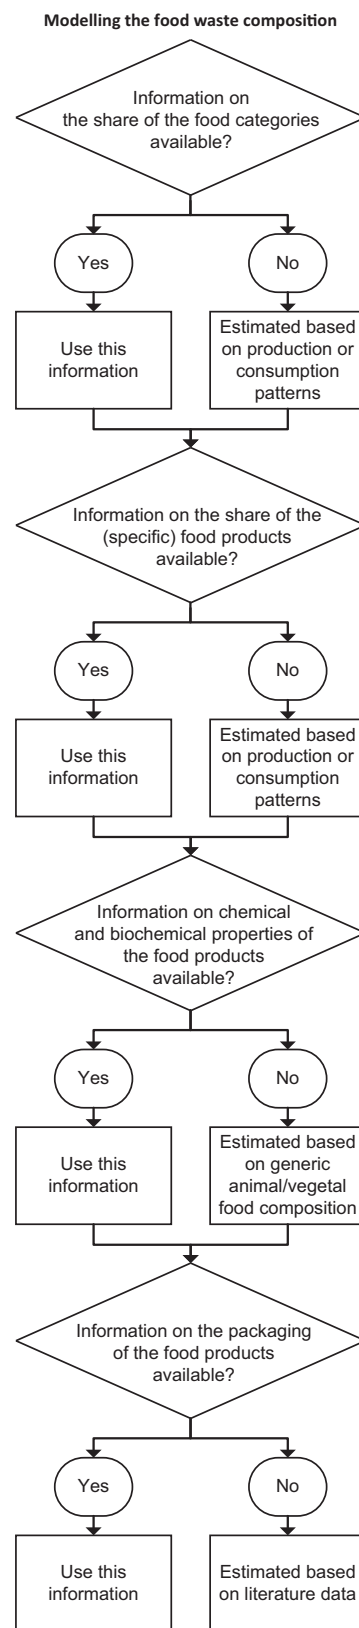 Modelling the food waste composition
Information on
the share of the food categories
available?
Yes
No
Use this
information
Estimated based
on production or
consumption
patterns
Information on the share of the
(specific) food products
available?
Yes
No
Use this
information
Estimated based
on production or
consumption
patterns
Information on chemical
and biochemical properties of
the food products
available?
Yes
No
Use this
information
Estimated based
on generic
animal/vegetal
food composition
Information on the packaging
of the food products
available?
Yes
No
Use this
information
Estimated based
on literature data